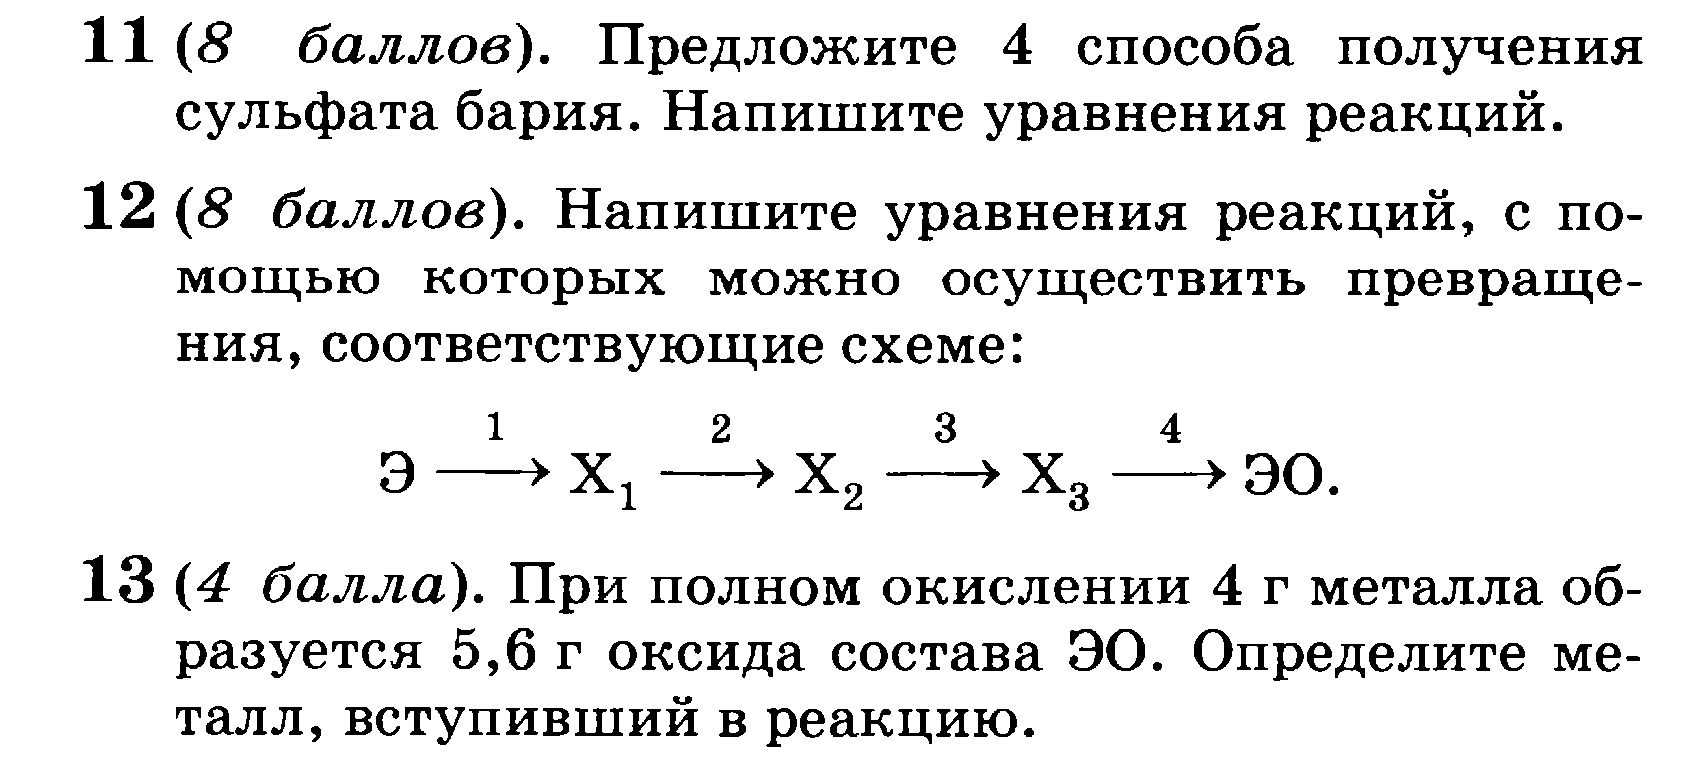 11 (8 баллов). Предложите 4 способа получения
сульфата бария. Напишите уравнения реакций.
12 (8 баллов). Напишите уравнения реакций, с по-
мощью которых можно осуществить превраще-
ния, соответствующие схеме:
Э —1→ X₁ —2→ X₂ —3→ X₃ —4→ ЭО.
13 (4 балла). При полном окислении 4 г металла об-
разуется 5,6 г оксида состава ЭО. Определите ме-
талл, вступивший в реакцию.